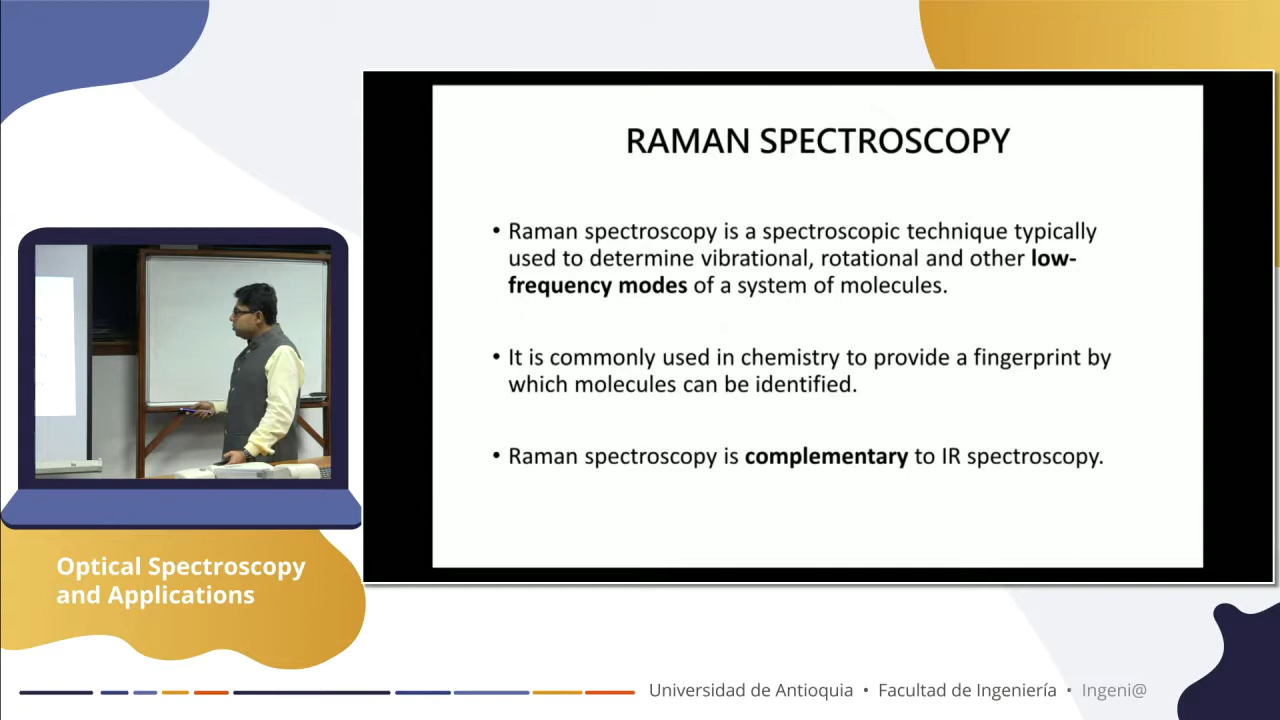 RAMAN SPECTROSCOPY
• Raman spectroscopy is a spectroscopic technique typically
used to determine vibrational, rotational and other low-
frequency modes of a system of molecules.
• It is commonly used in chemistry to provide a fingerprint by
which molecules can be identified.
• Raman spectroscopy is complementary to IR spectroscopy.
Optical Spectroscopy
and Applications
Universidad de Antioquia • Facultad de Ingeniería • Ingeni@